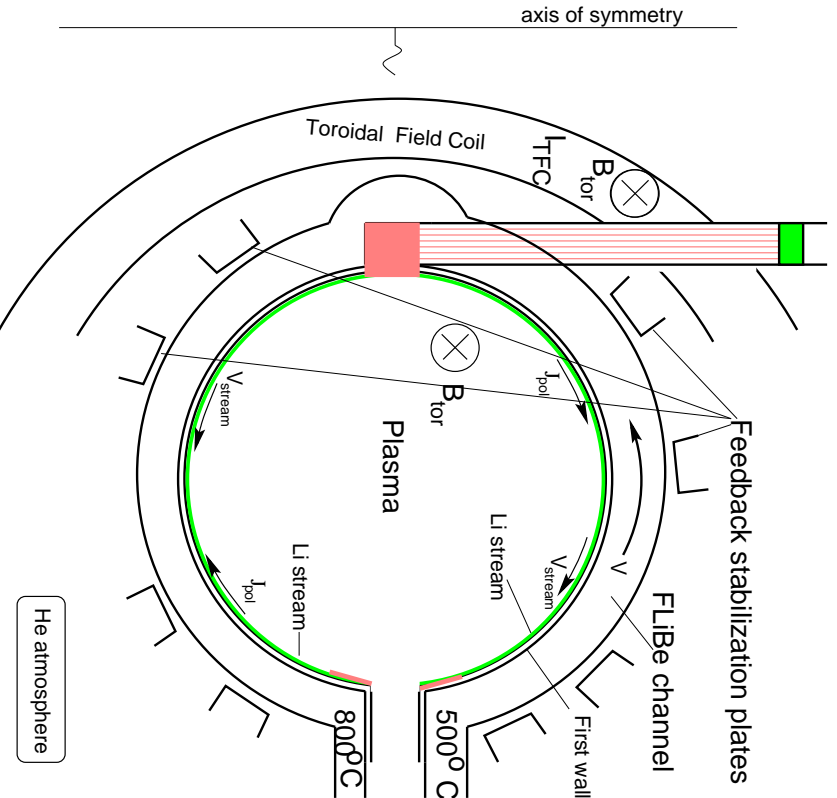 axis of symmetry
Toroidal Field Coil
I TFC
B tor
B tor
J pol
V stream
Plasma
Feedback stabilization plates
Li stream
V stream
V
FLiBe channel
Li stream
J pol
He atmosphere
800°C
500° C
First wall